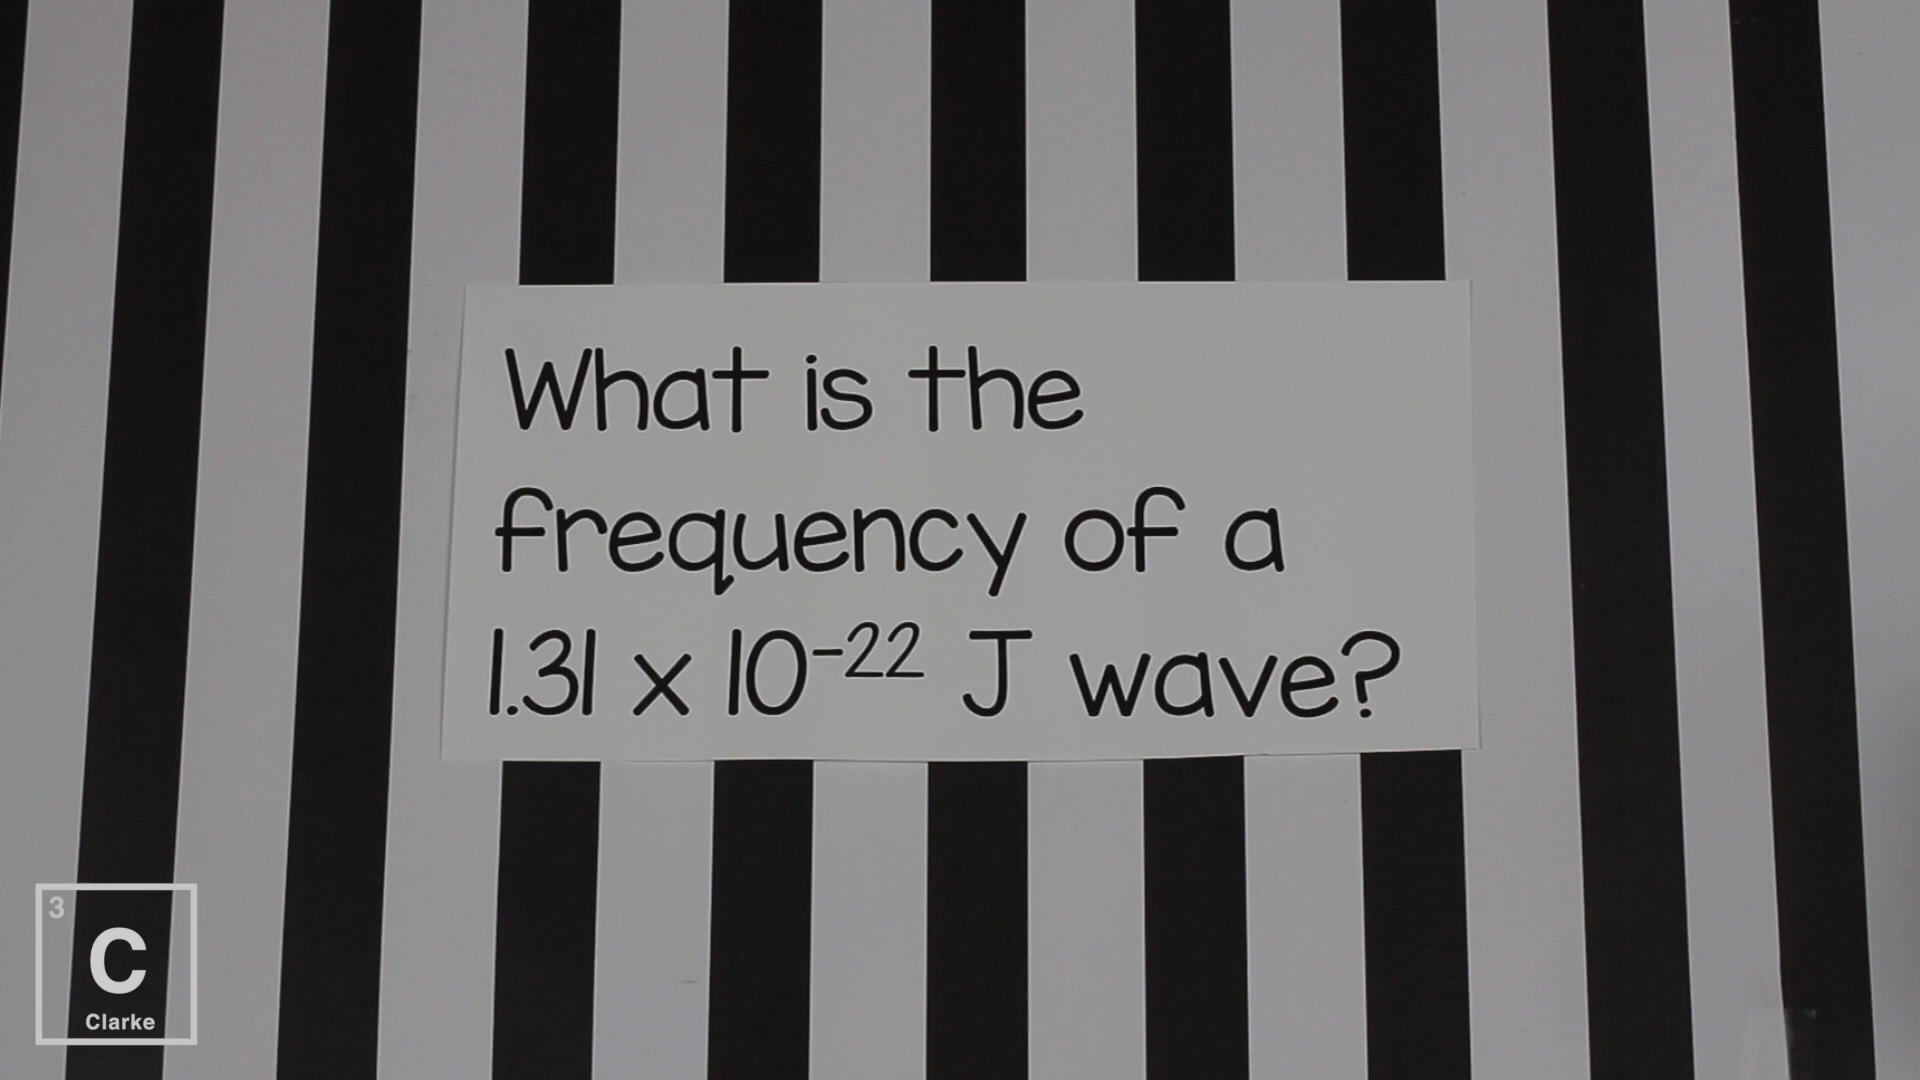 What is the
frequency of a
1.31 x 10⁻²² J wave?
3
C
Clarke